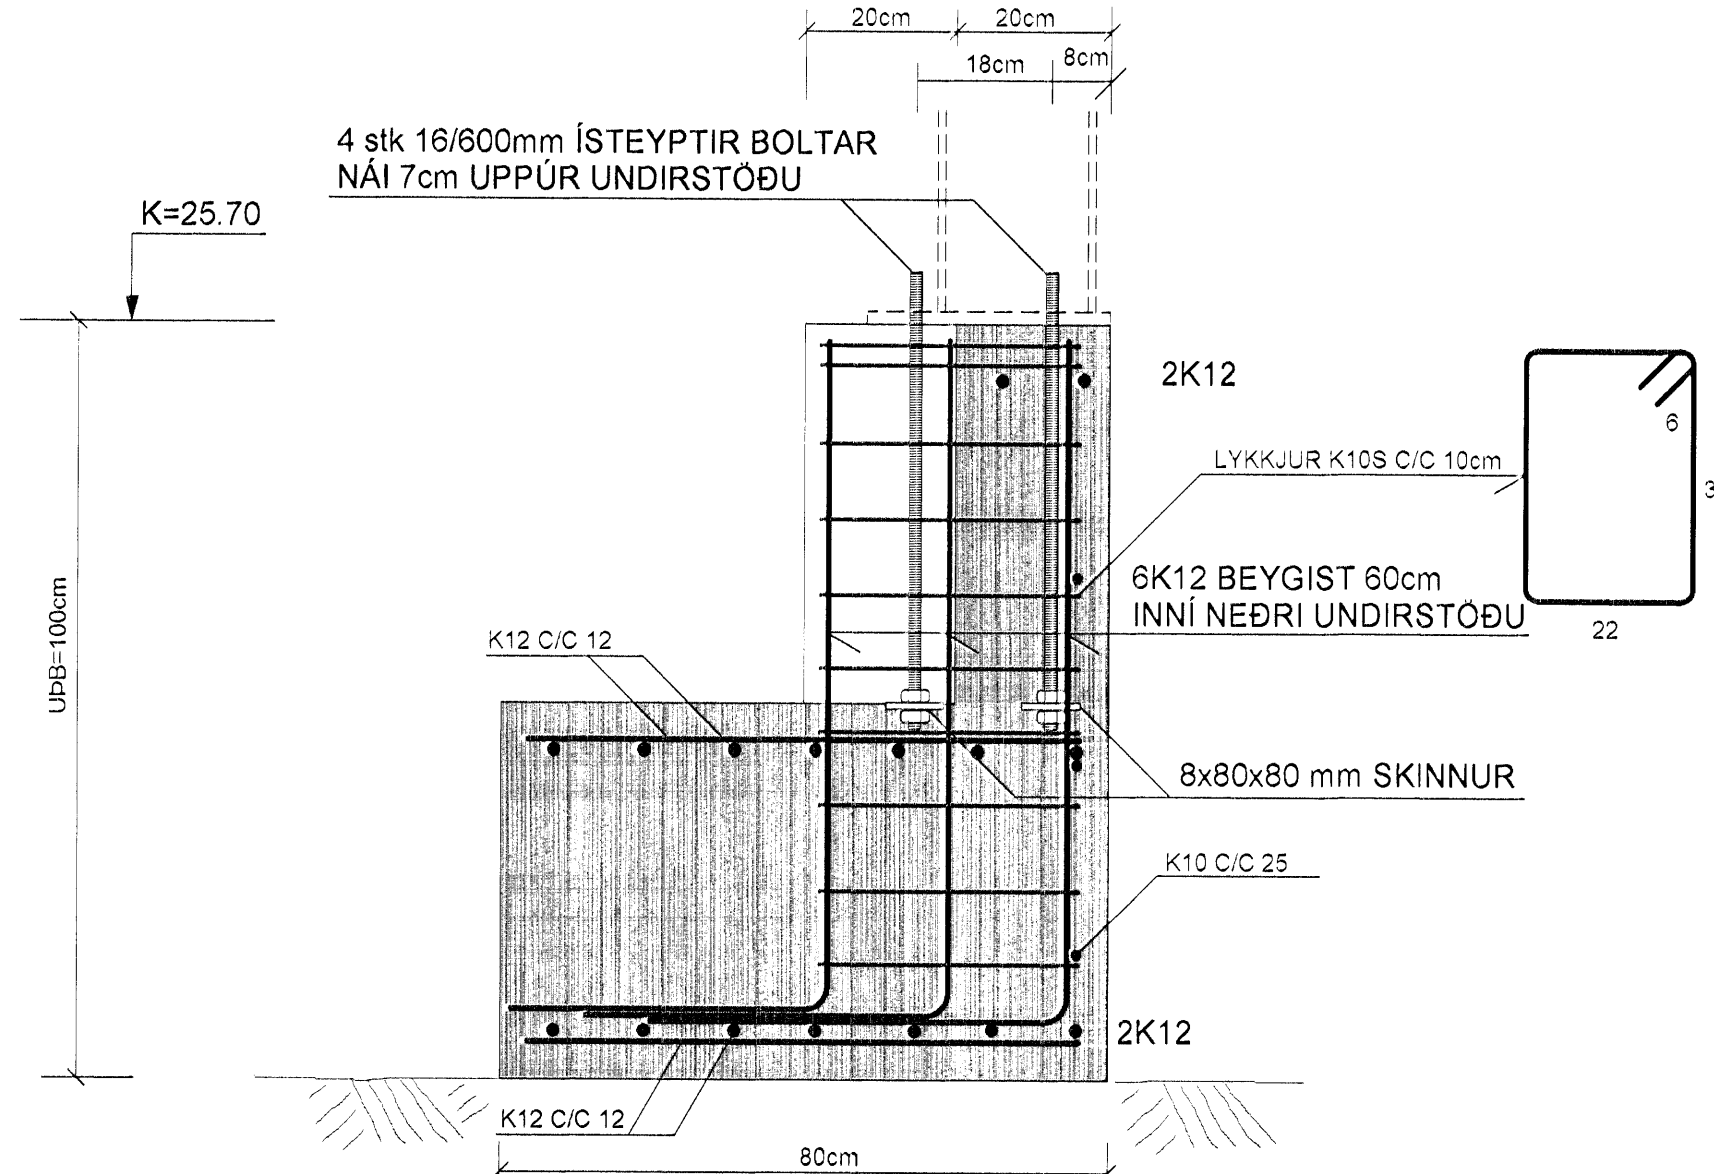 20cm 20cm
18cm 8cm
4 stk 16/600mm ÍSTEYPTIR BOLTAR
NÁI 7cm UPPÚR UNDIRSTÖÐU
K=25.70
2K12
6
LYKKJUR K10S C/C 10cm
6K12 BEYGIST 60cm
INNÍ NEÐRI UNDIRSTÖÐU
22
K12 C/C 12
UÞB=100cm
8x80x80 mm SKINNUR
K10 C/C 25
2K12
K12 C/C 12
80cm